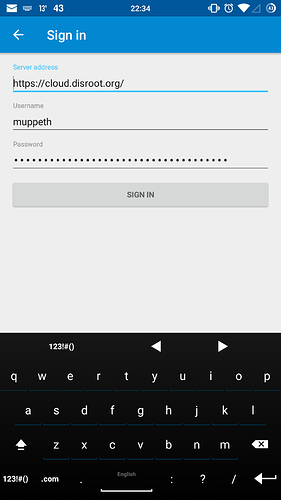 13° 43 22:34
Sign in
Server address
https://cloud.disroot.org/
Username
muppeth
Password
••••••••••••••••••••••••••••••••••••
SIGN IN
123!#()
q w e r t y u i o p
a s d f g h j k l
z x c v b n m
123!#() .com . English : ? /